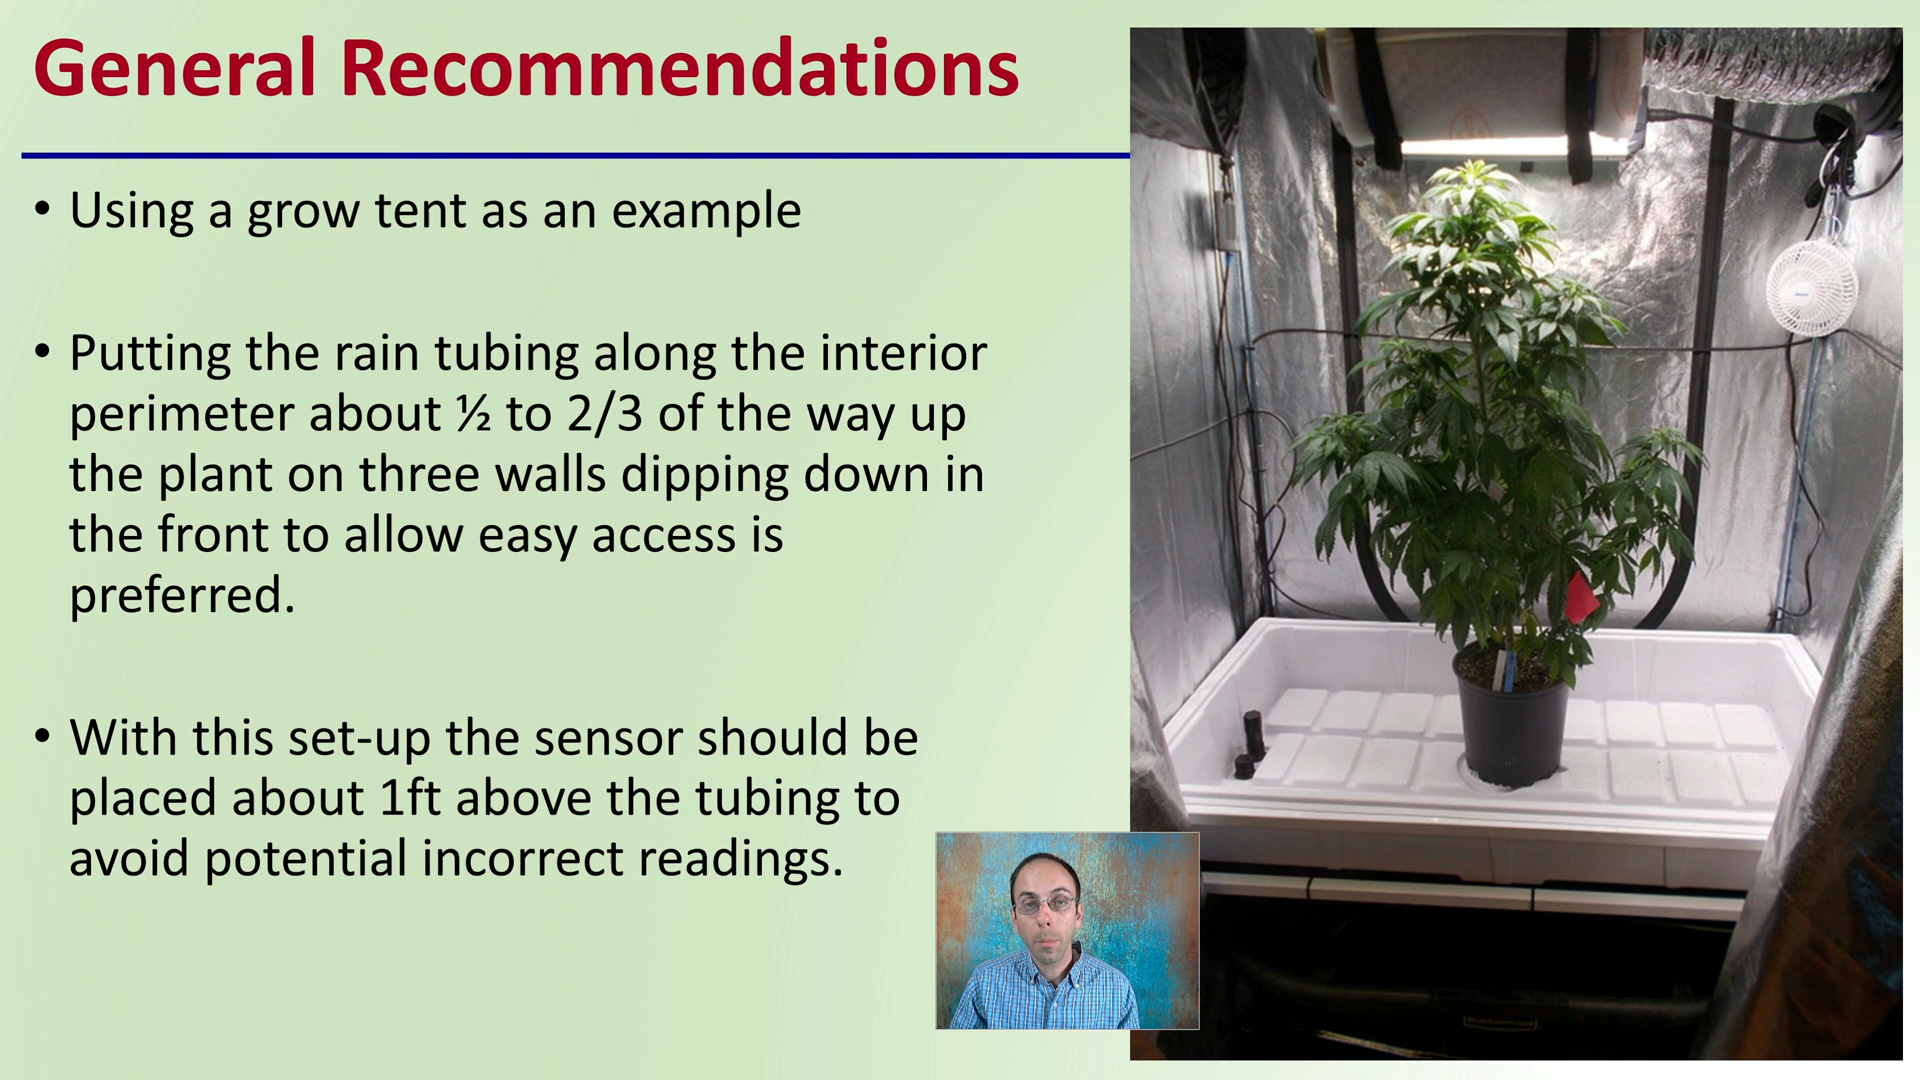 General Recommendations
• Using a grow tent as an example
• Putting the rain tubing along the interior
perimeter about ½ to 2/3 of the way up
the plant on three walls dipping down in
the front to allow easy access is
preferred.
• With this set-up the sensor should be
placed about 1ft above the tubing to
avoid potential incorrect readings.